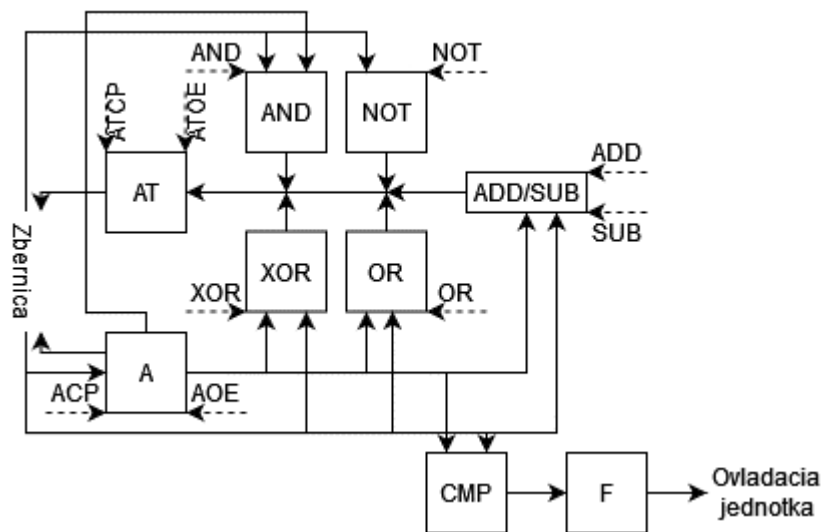 AND
NOT
ATCP
ATOE
AND
NOT
AT
ADD/SUB
ADD
SUB
Zbernica
XOR
OR
XOR
OR
A
ACP
AOE
CMP
F
Ovladacia
jednotka